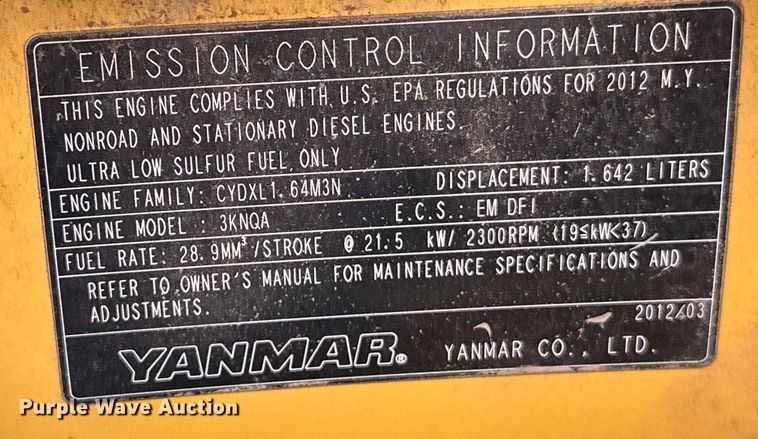 EMISSION CONTROL INFORMATION
THIS ENGINE COMPLIES WITH U.S. EPA REGULATIONS FOR 2012 M.Y.
NONROAD AND STATIONARY DIESEL ENGINES.
ULTRA LOW SULFUR FUEL ONLY
ENGINE FAMILY: CYDXL1.64M3N DISPLACEMENT: 1.642 LITERS
ENGINE MODEL : 3KNQA E.C.S.: EM DFI
FUEL RATE: 28.9MM³/STROKE @ 21.5 kW/ 2300RPM (19≤kW<37)
REFER TO OWNER'S MANUAL FOR MAINTENANCE SPECIFICATIONS AND
ADJUSTMENTS.
2012/03
YANMAR® YANMAR CO., LTD.
Purple Wave Auction